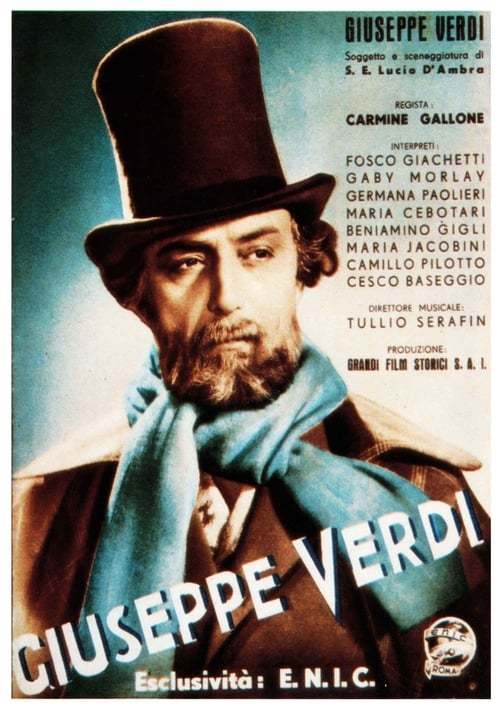 GIUSEPPE VERDI
Soggetto e sceneggiatura di
S. E. Lucio D'Ambra
REGISTA:
CARMINE GALLONE
INTERPRETI:
FOSCO GIACHETTI
GABY MORLAY
GERMANA PAOLIERI
MARIA CEBOTARI
BENIAMINO GIGLI
MARIA JACOBINI
CAMILLO PILOTTO
CESCO BASEGGIO
DIRETTORE MUSICALE:
TULLIO SERAFIN
PRODUZIONE:
GRANDI FILM STORICI S. A. I.
GIUSEPPE VERDI
Esclusività: E. N. I. C.
E.N.I.C.
ROMA